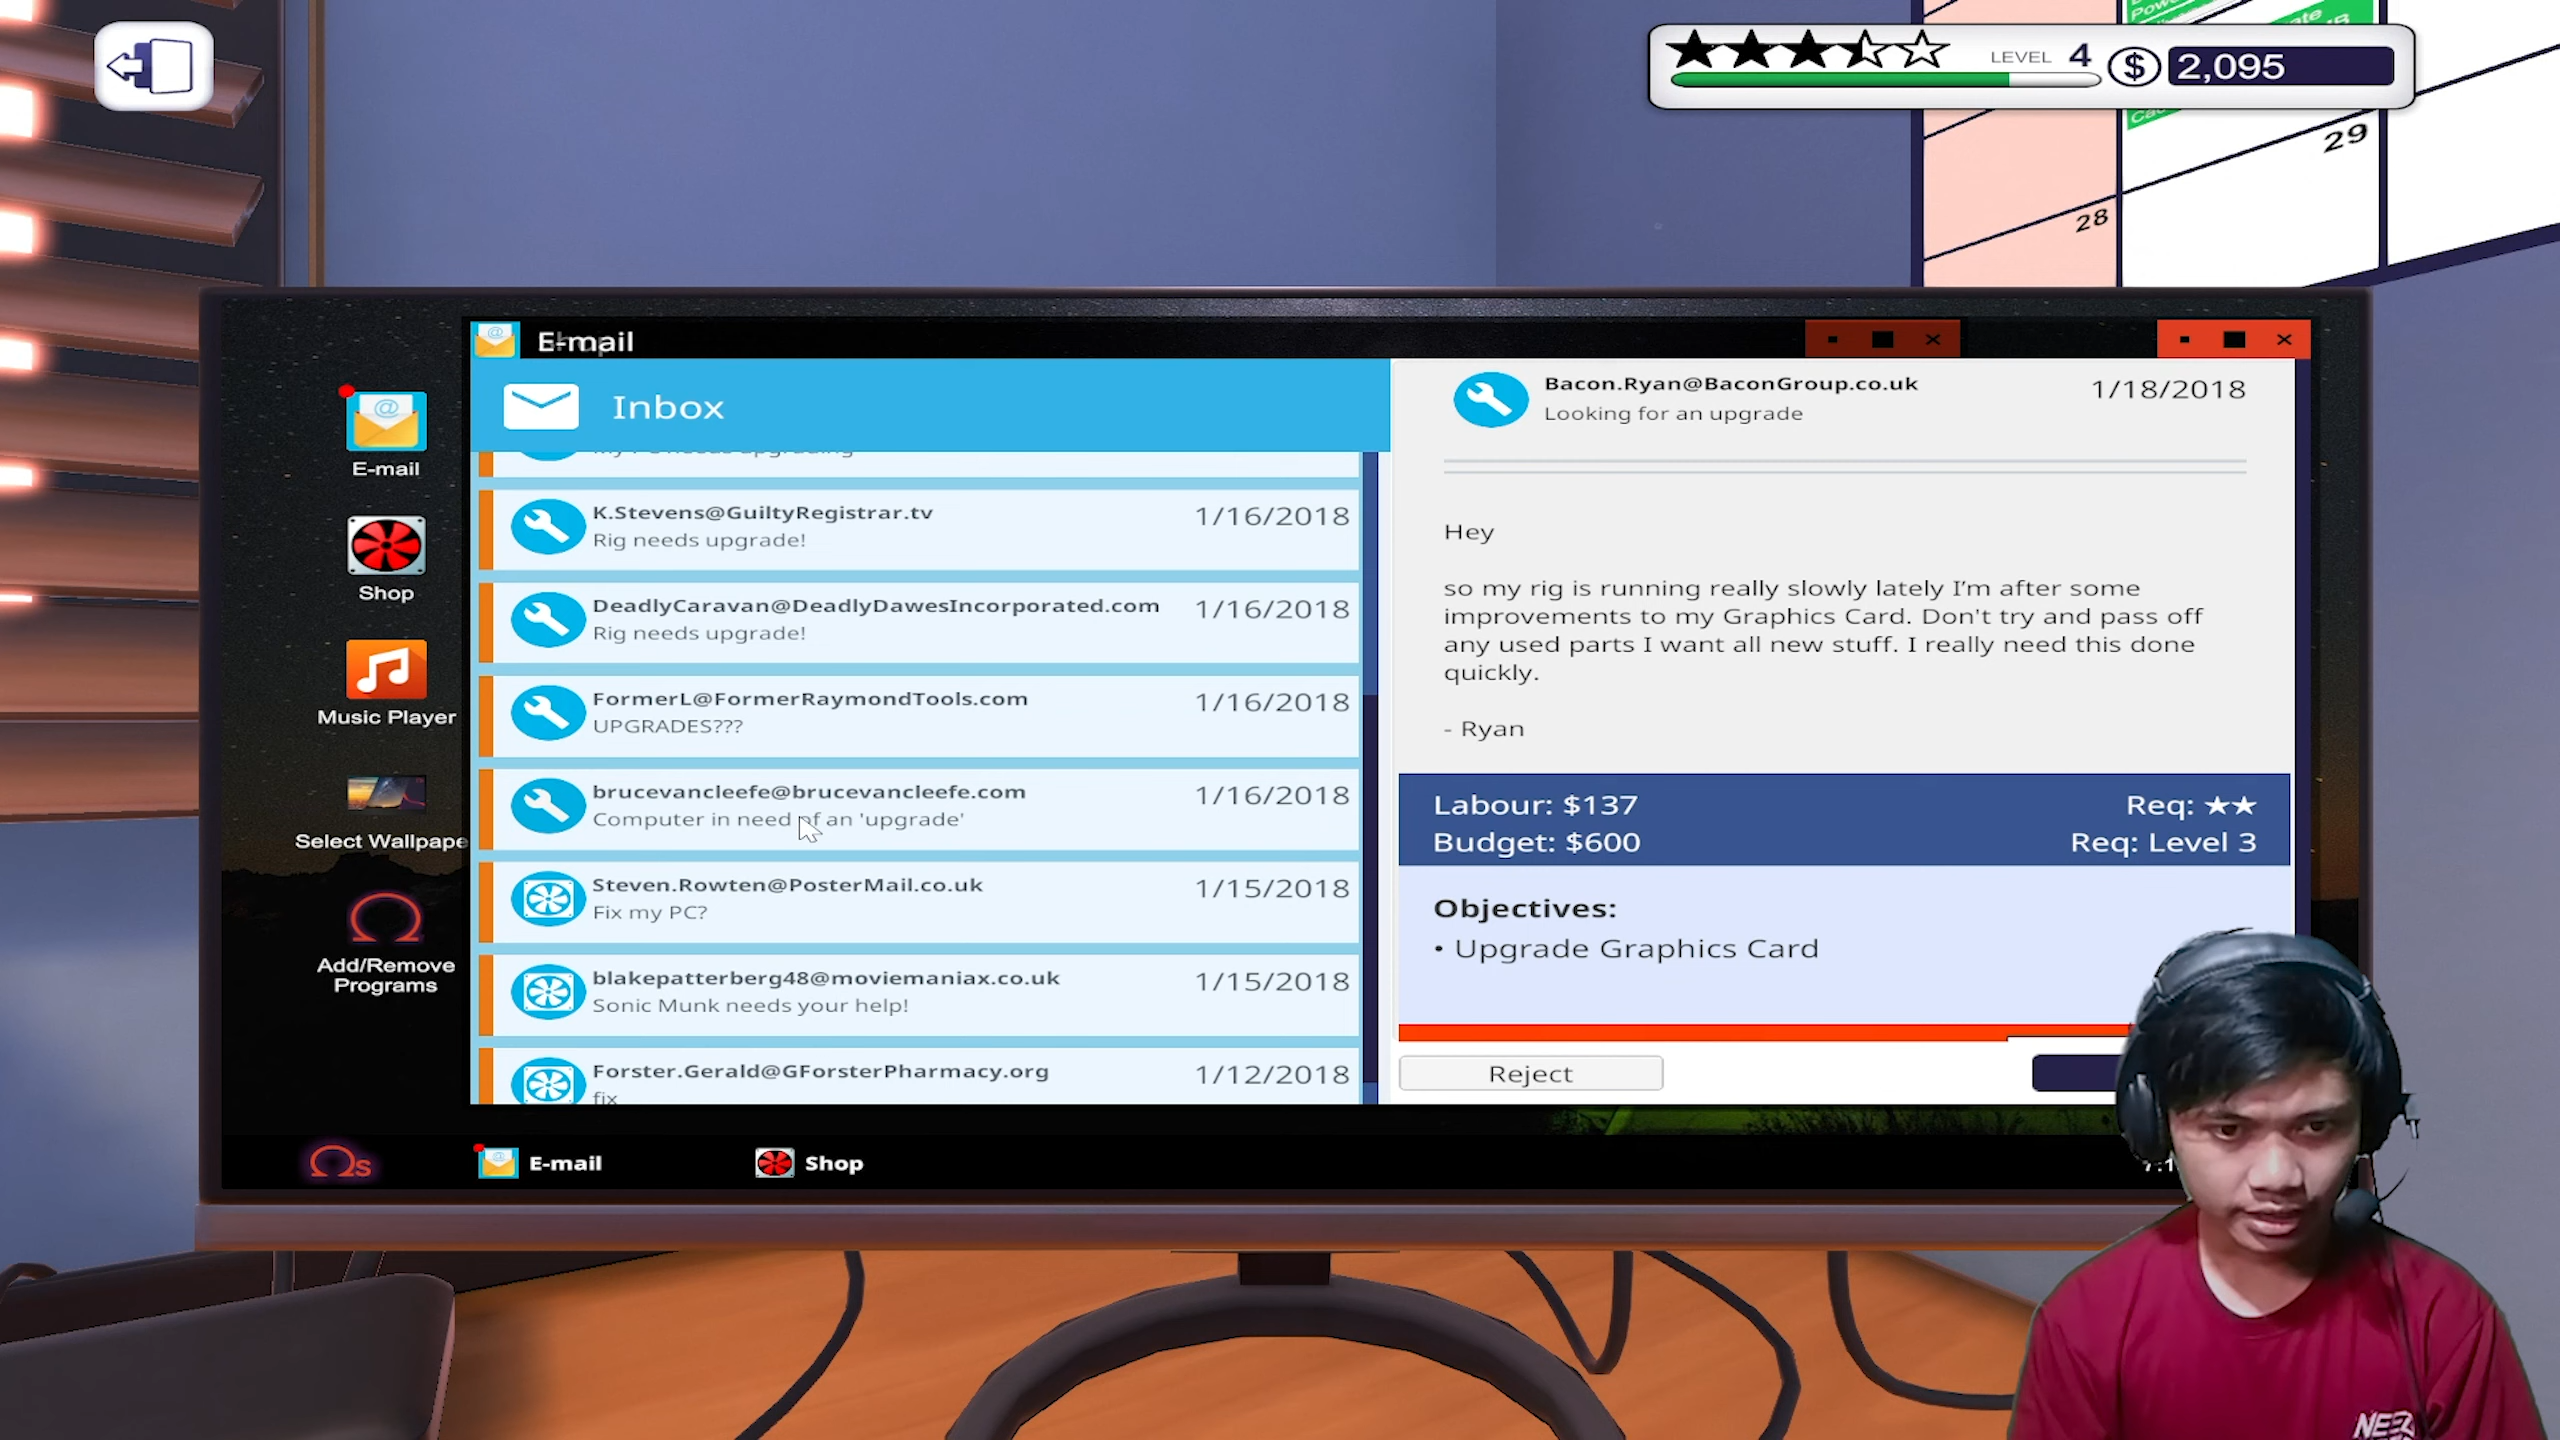 LEVEL 4
$ 2,095
29
28
E-mail
E-mail
Shop
Music Player
Select Wallpape
Add/Remove
Programs
Inbox
K.Stevens@GuiltyRegistrar.tv
1/16/2018
Rig needs upgrade!
DeadlyCaravan@DeadlyDawesIncorporated.com
1/16/2018
Rig needs upgrade!
FormerL@FormerRaymondTools.com
1/16/2018
UPGRADES???
brucevancleefe@brucevancleefe.com
1/16/2018
Computer in need of an 'upgrade'
Steven.Rowten@PosterMail.co.uk
1/15/2018
Fix my PC?
blakepatterberg48@moviemaniax.co.uk
1/15/2018
Sonic Munk needs your help!
Forster.Gerald@GForsterPharmacy.org
1/12/2018
fix
Bacon.Ryan@BaconGroup.co.uk
1/18/2018
Looking for an upgrade
Hey
so my rig is running really slowly lately I'm after some
improvements to my Graphics Card. Don't try and pass off
any used parts I want all new stuff. I really need this done
quickly.
- Ryan
Labour: $137
Req: ★★
Budget: $600
Req: Level 3
Objectives:
• Upgrade Graphics Card
Reject
Ωs
E-mail
Shop